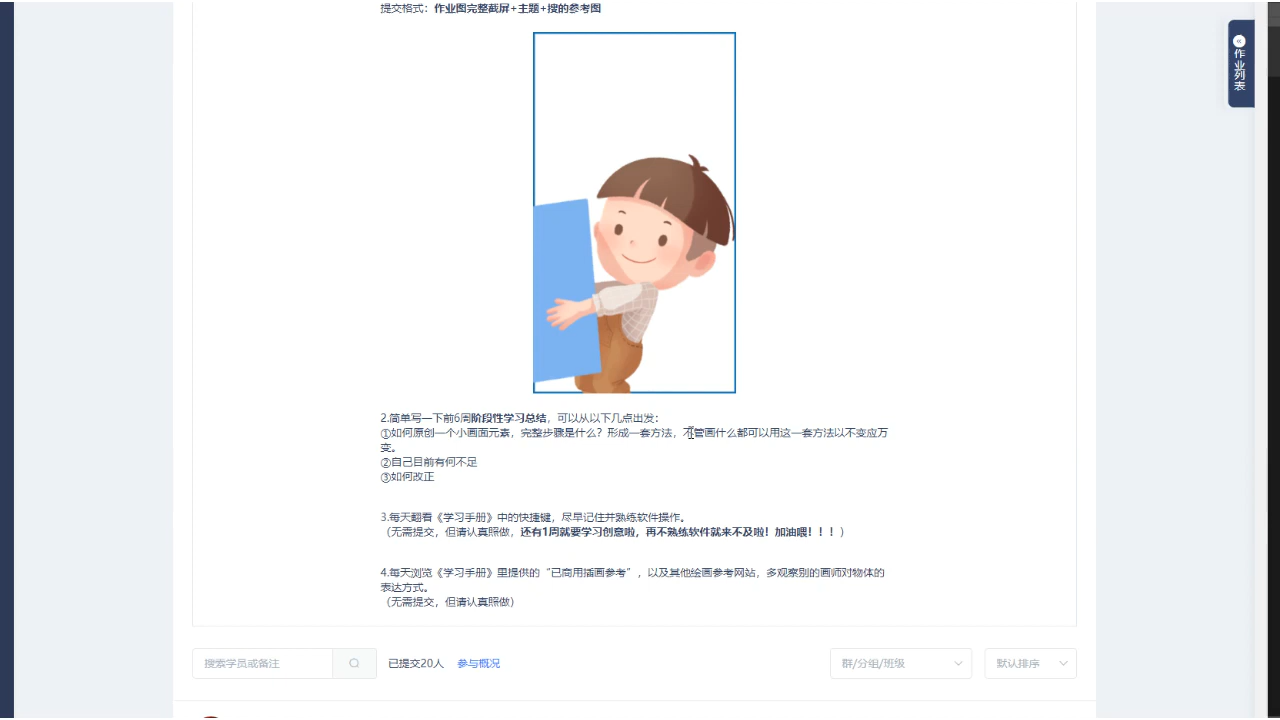 提交格式：作业图完整截屏+主题+搜的参考图
作业列表
2.简单写一下前6周阶段性学习总结，可以从以下几点出发：
①如何原创一个小画面元素，完整步骤是什么？形成一套方法，不管画什么都可以用这一套方法以不变应万
变。
②自己目前有何不足
③如何改正
3.每天翻看《学习手册》中的快捷键，尽早记住并熟练软件操作。
（无需提交，但请认真照做，还有1周就要学习创意啦，再不熟练软件就来不及啦！加油喂！！！）
4.每天浏览《学习手册》里提供的“已商用插画参考”，以及其他绘画参考网站，多观察别的画师对物体的
表达方式。
（无需提交，但请认真照做）
搜索学员或备注
已提交20人 参与概况
群/分组/班级
默认排序